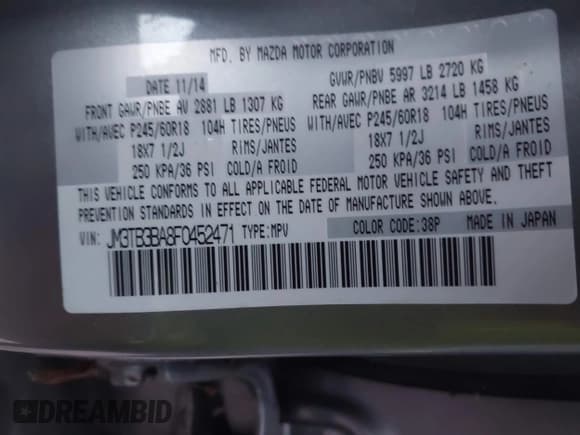 MFD. BY MAZDA MOTOR CORPORATION
DATE 11/14 GVWR/PNBV 5997 LB 2720 KG
FRONT GAWR/PNBE AV 2881 LB 1307 KG REAR GAWR/PNBE AR 3214 LB 1458 KG
WITH/AVEC P245/60R18 104H TIRES/PNEUS WITH/AVEC P245/60R18 104H TIRES/PNEUS
18X7 1/2J RIMS/JANTES 18X7 1/2J RIMS/JANTES
250 KPA/36 PSI COLD/A FROID 250 KPA/36 PSI COLD/A FROID
THIS VEHICLE CONFORMS TO ALL APPLICABLE FEDERAL MOTOR VEHICLE SAFETY AND THEFT
PREVENTION STANDARDS IN EFFECT ON THE DATE OF MANUFACTURE SHOWN ABOVE.
VIN: JM3TB3BA8F0452471 TYPE:MPV COLOR CODE:38P MADE IN JAPAN
DREAMBID